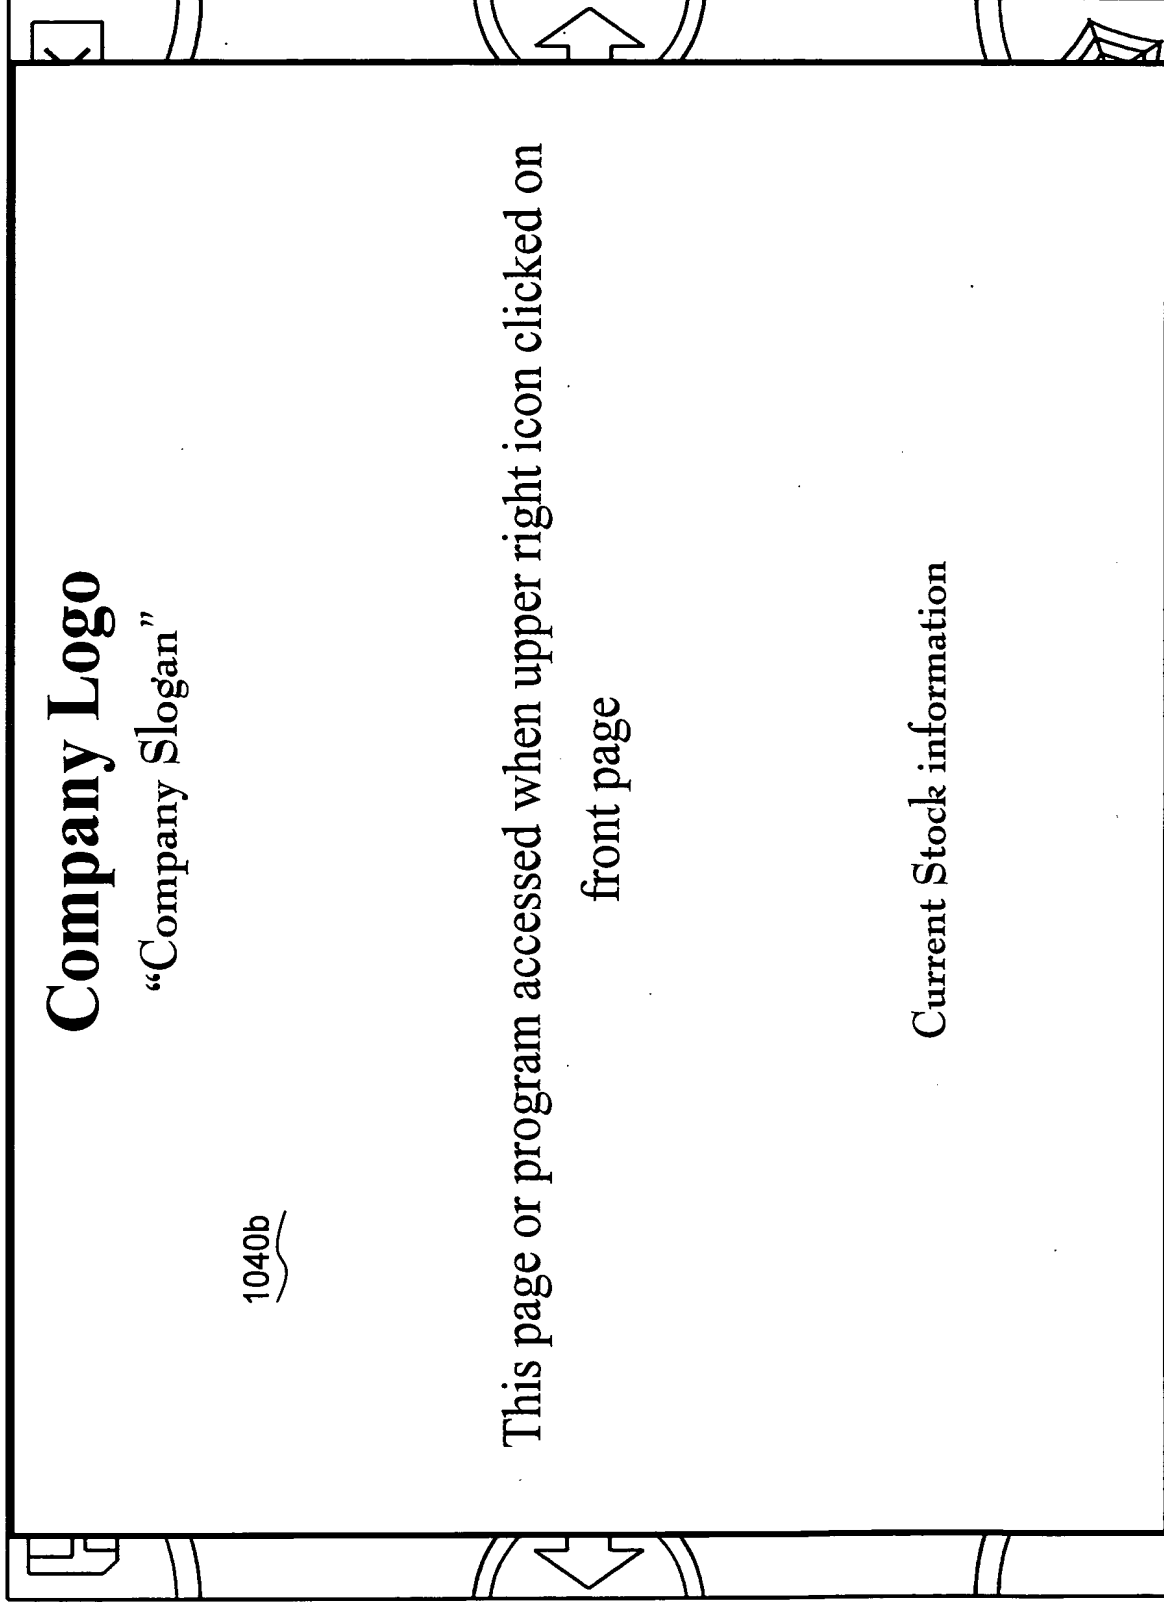 Company Logo
“Company Slogan”
1040b
This page or program accessed when upper right icon clicked on
front page
Current Stock information